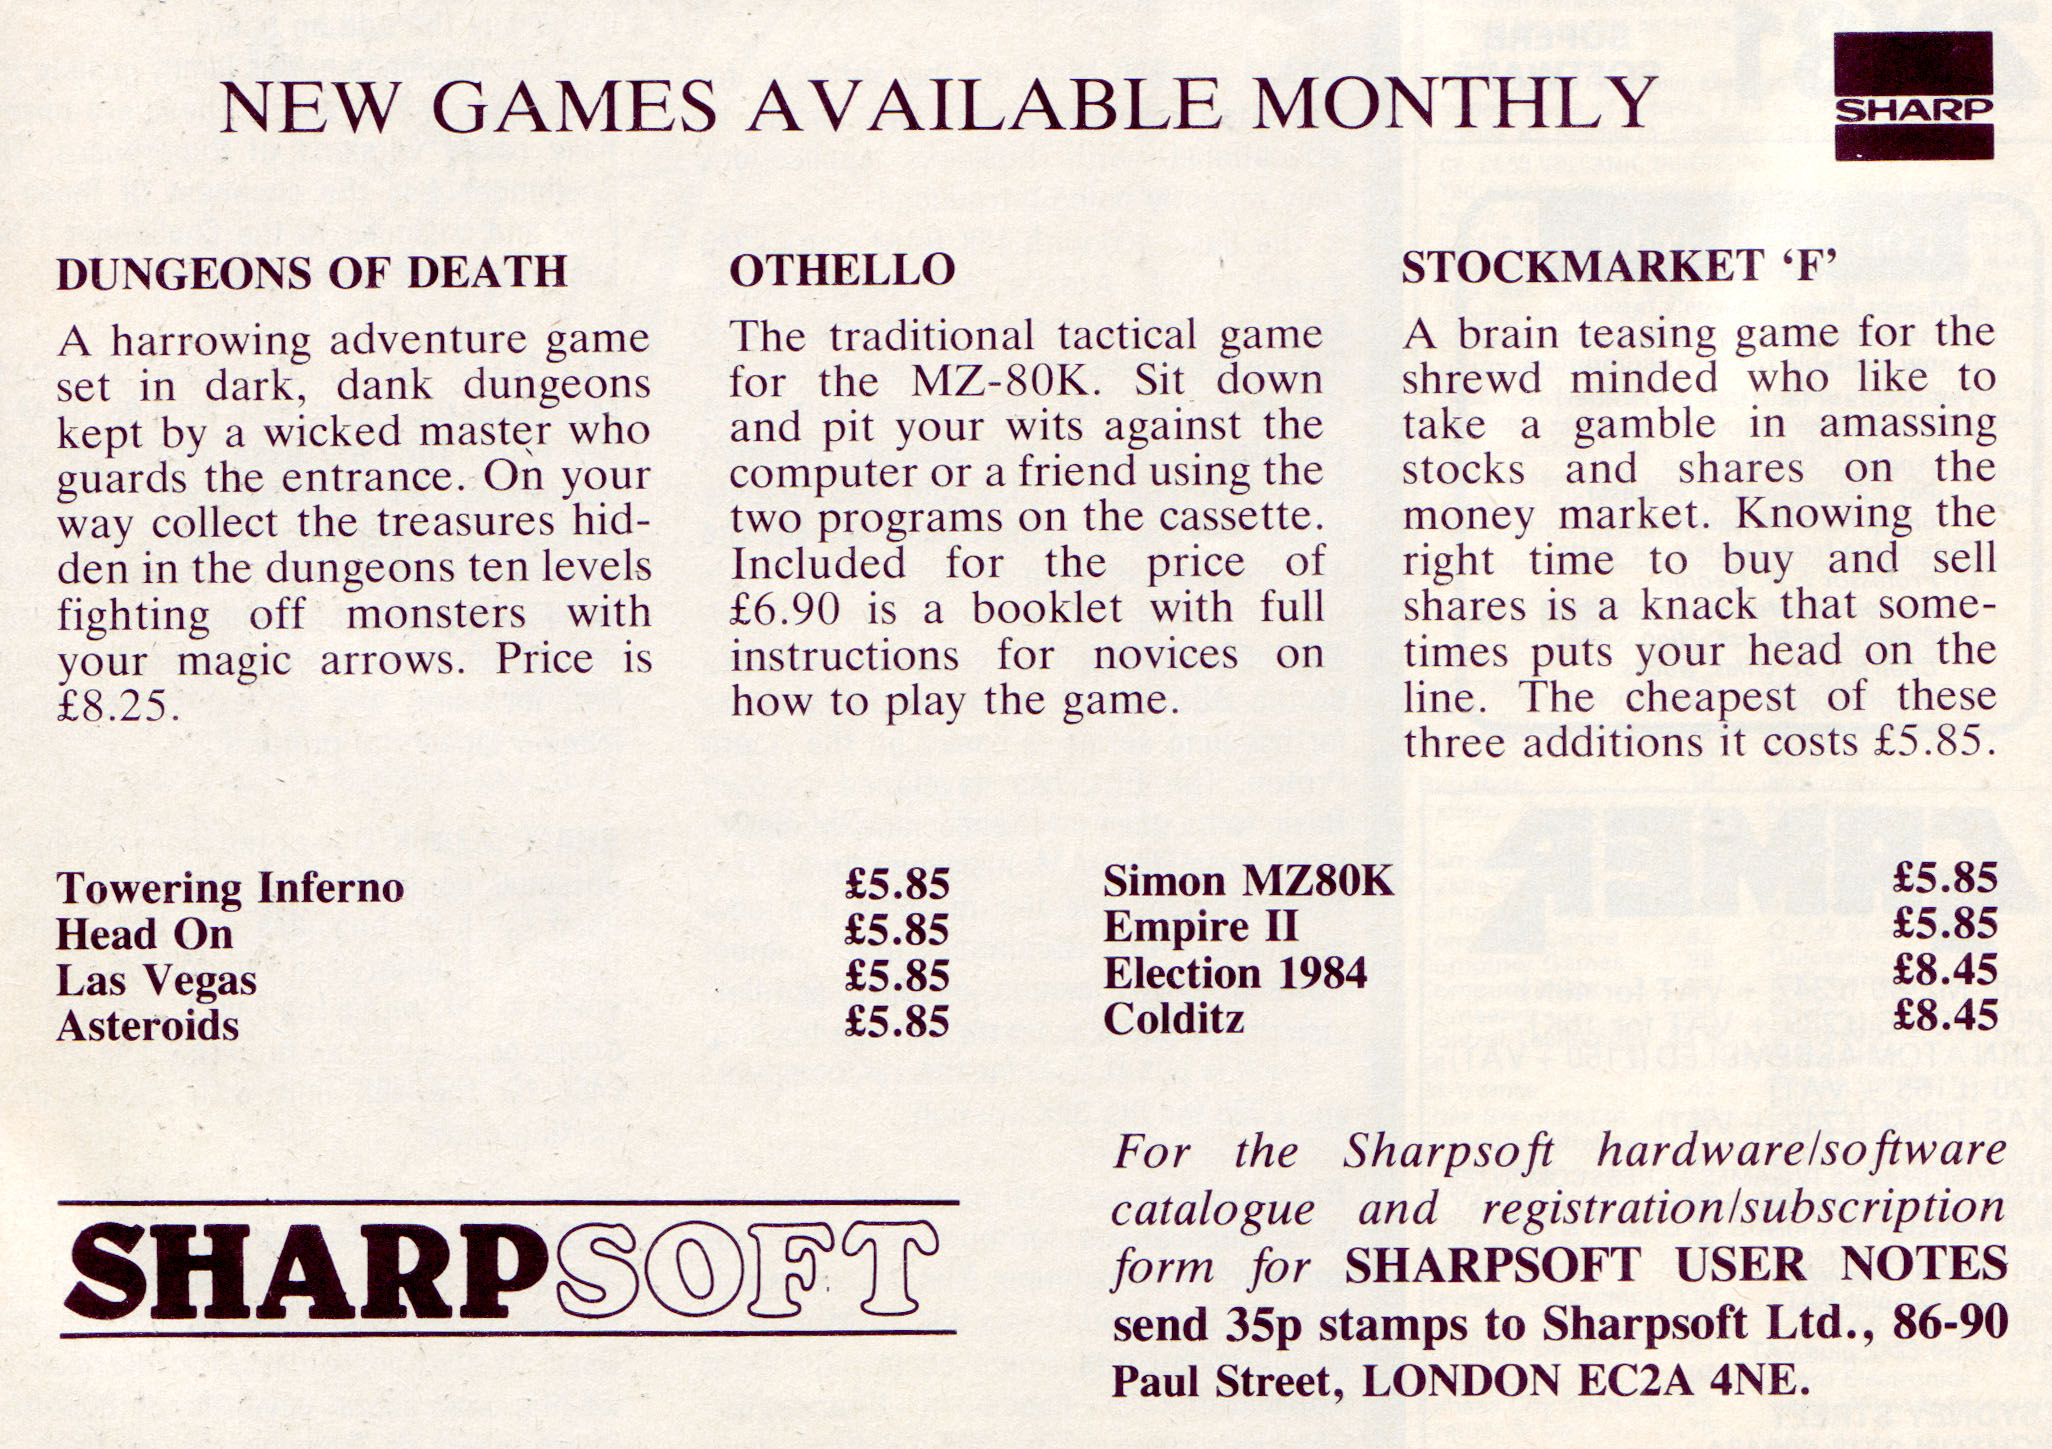 NEW GAMES AVAILABLE MONTHLY
SHARP
DUNGEONS OF DEATH
A harrowing adventure game
set in dark, dank dungeons
kept by a wicked master who
guards the entrance. On your
way collect the treasures hid-
den in the dungeons ten levels
fighting off monsters with
your magic arrows. Price is
£8.25.
OTHELLO
The traditional tactical game
for the MZ-80K. Sit down
and pit your wits against the
computer or a friend using the
two programs on the cassette.
Included for the price of
£6.90 is a booklet with full
instructions for novices on
how to play the game.
STOCKMARKET ‘F’
A brain teasing game for the
shrewd minded who like to
take a gamble in amassing
stocks and shares on the
money market. Knowing the
right time to buy and sell
shares is a knack that some-
times puts your head on the
line. The cheapest of these
three additions it costs £5.85.
Towering Inferno £5.85
Head On £5.85
Las Vegas £5.85
Asteroids £5.85
Simon MZ80K £5.85
Empire II £5.85
Election 1984 £8.45
Colditz £8.45
SHARPSOFT
For the Sharpsoft hardware/software
catalogue and registration/subscription
form for SHARPSOFT USER NOTES
send 35p stamps to Sharpsoft Ltd., 86-90
Paul Street, LONDON EC2A 4NE.